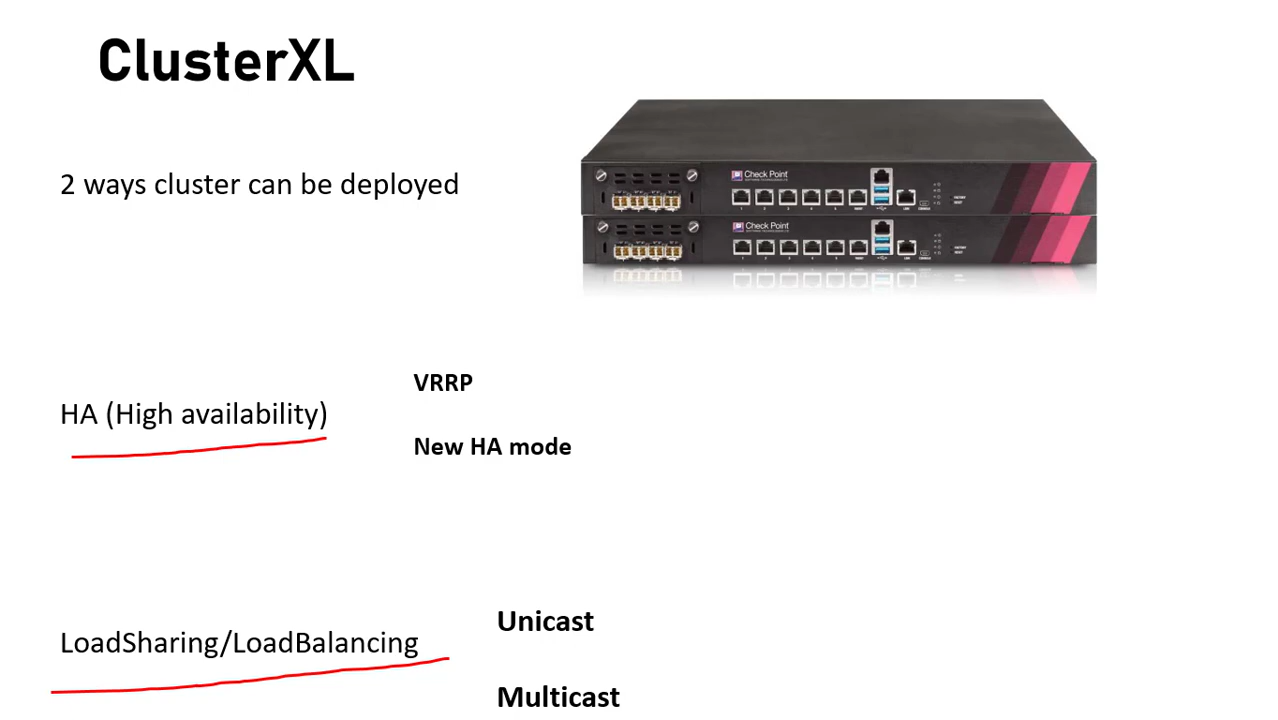 ClusterXL
2 ways cluster can be deployed
Check Point
Check Point
HA (High availability)
VRRP
New HA mode
LoadSharing/LoadBalancing
Unicast
Multicast